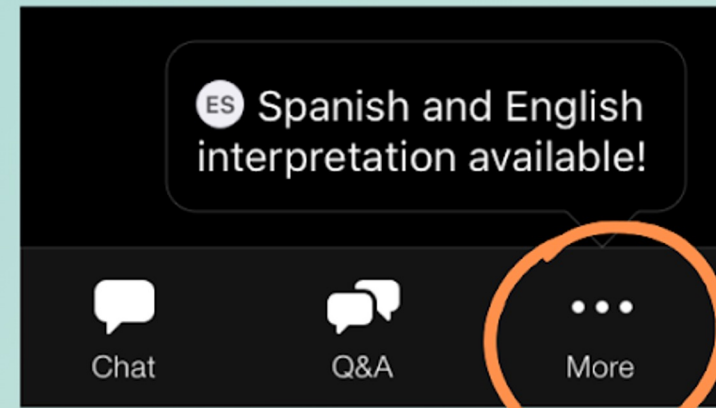 ES Spanish and English
interpretation available!
Chat Q&A More